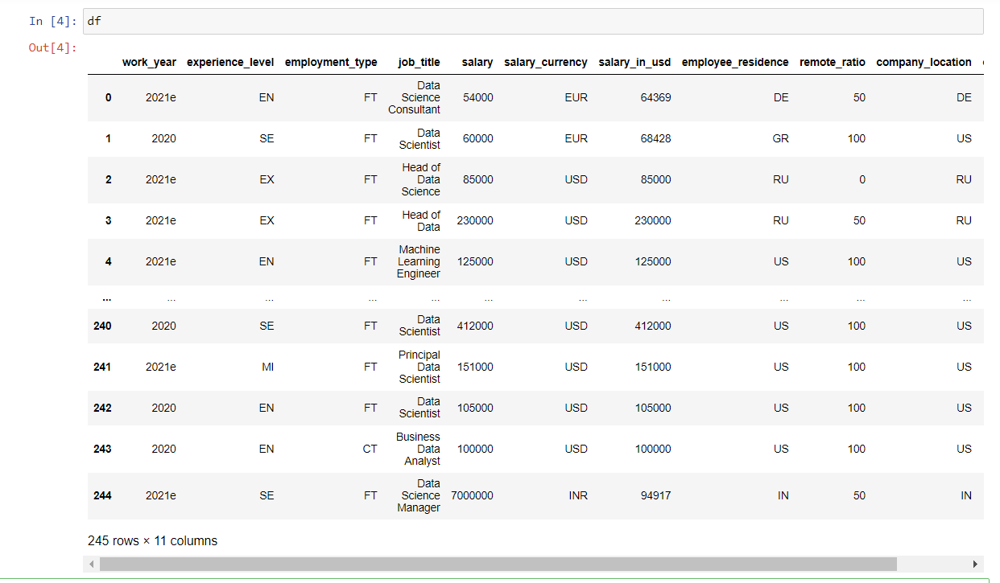 In [4]: df
Out[4]:
work_year experience_level employment_type job_title salary salary_currency salary_in_usd employee_residence remote_ratio company_location
0 2021e EN FT Data Science Consultant 54000 EUR 64369 DE 50 DE
1 2020 SE FT Data Scientist 60000 EUR 68428 GR 100 US
2 2021e EX FT Head of Data Science 85000 USD 85000 RU 0 RU
3 2021e EX FT Head of Data 230000 USD 230000 RU 50 RU
4 2021e EN FT Machine Learning Engineer 125000 USD 125000 US 100 US
... ... ... ... ... ... ... ... ... ... ...
240 2020 SE FT Data Scientist 412000 USD 412000 US 100 US
241 2021e MI FT Principal Data Scientist 151000 USD 151000 US 100 US
242 2020 EN FT Data Scientist 105000 USD 105000 US 100 US
243 2020 EN CT Business Data Analyst 100000 USD 100000 US 100 US
244 2021e SE FT Data Science Manager 7000000 INR 94917 IN 50 IN
245 rows × 11 columns